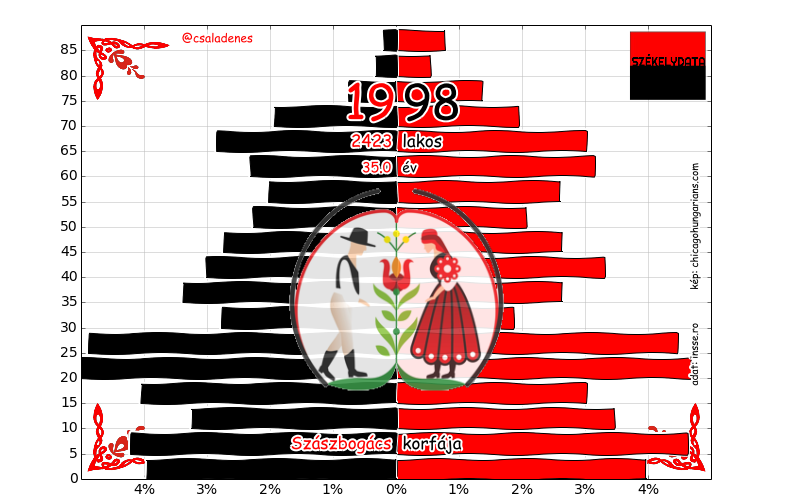 @csaladenes
SZÉKELYDATA
1998
2423 lakos
35.0 év
kép: chicagohungarians.com
adat: insse.ro
Szászbogács korfája
85
80
75
70
65
60
55
50
45
40
35
30
25
20
15
10
5
0
4% 3% 2% 1% 0% 1% 2% 3% 4%